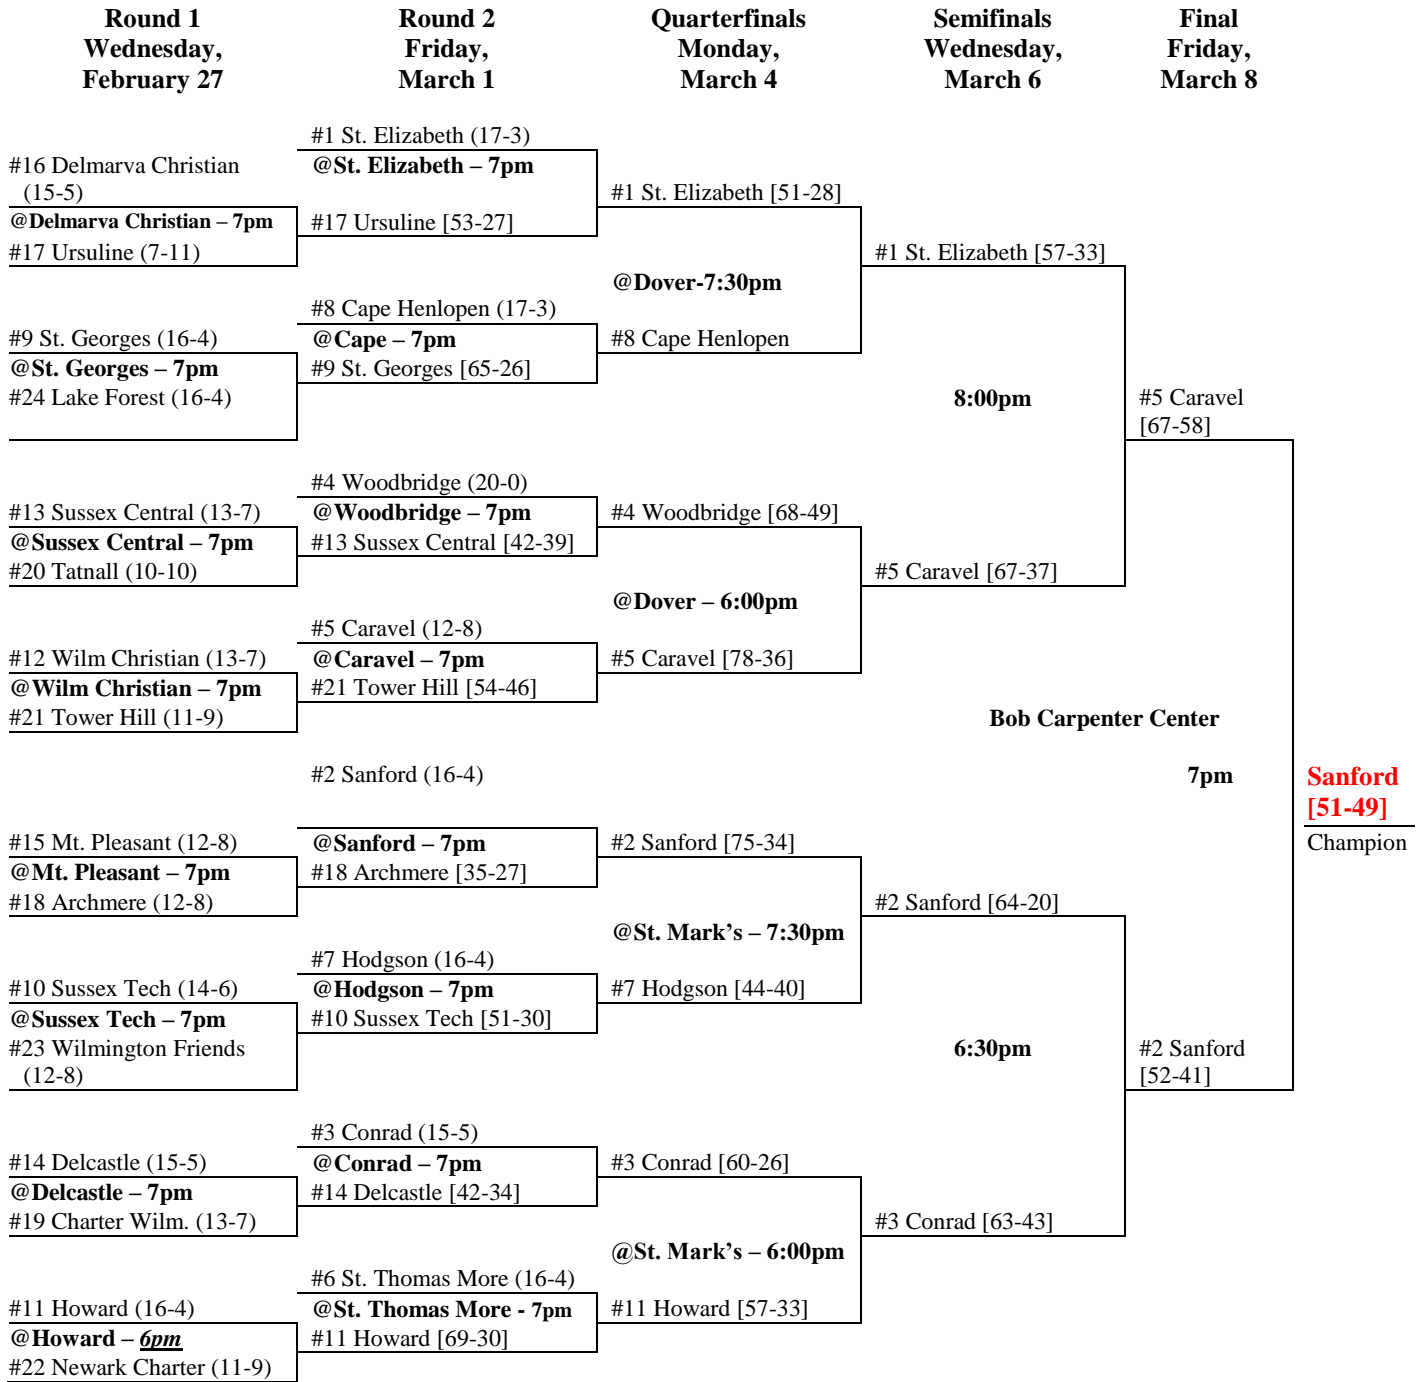 Round 1
Wednesday,
February 27
Round 2
Friday,
March 1
Quarterfinals
Monday,
March 4
Semifinals
Wednesday,
March 6
Final
Friday,
March 8
#16 Delmarva Christian
(15-5)
@Delmarva Christian – 7pm
#17 Ursuline (7-11)
#9 St. Georges (16-4)
@St. Georges – 7pm
#24 Lake Forest (16-4)
#13 Sussex Central (13-7)
@Sussex Central – 7pm
#20 Tatnall (10-10)
#12 Wilm Christian (13-7)
@Wilm Christian – 7pm
#21 Tower Hill (11-9)
#15 Mt. Pleasant (12-8)
@Mt. Pleasant – 7pm
#18 Archmere (12-8)
#10 Sussex Tech (14-6)
@Sussex Tech – 7pm
#23 Wilmington Friends
(12-8)
#14 Delcastle (15-5)
@Delcastle – 7pm
#19 Charter Wilm. (13-7)
#11 Howard (16-4)
@Howard – 6pm
#22 Newark Charter (11-9)
#1 St. Elizabeth (17-3)
@St. Elizabeth – 7pm
#17 Ursuline [53-27]
#8 Cape Henlopen (17-3)
@Cape – 7pm
#9 St. Georges [65-26]
#4 Woodbridge (20-0)
@Woodbridge – 7pm
#13 Sussex Central [42-39]
#5 Caravel (12-8)
@Caravel – 7pm
#21 Tower Hill [54-46]
#2 Sanford (16-4)
@Sanford – 7pm
#18 Archmere [35-27]
#7 Hodgson (16-4)
@Hodgson – 7pm
#10 Sussex Tech [51-30]
#3 Conrad (15-5)
@Conrad – 7pm
#14 Delcastle [42-34]
#6 St. Thomas More (16-4)
@St. Thomas More - 7pm
#11 Howard [69-30]
#1 St. Elizabeth [51-28]
@Dover-7:30pm
#8 Cape Henlopen
#4 Woodbridge [68-49]
@Dover – 6:00pm
#5 Caravel [78-36]
#2 Sanford [75-34]
@St. Mark’s – 7:30pm
#7 Hodgson [44-40]
#3 Conrad [60-26]
@St. Mark’s – 6:00pm
#11 Howard [57-33]
#1 St. Elizabeth [57-33]
8:00pm
#5 Caravel [67-37]
Bob Carpenter Center
#2 Sanford [64-20]
6:30pm
#3 Conrad [63-43]
#5 Caravel
[67-58]
7pm
#2 Sanford
[52-41]
Sanford
[51-49]
Champion